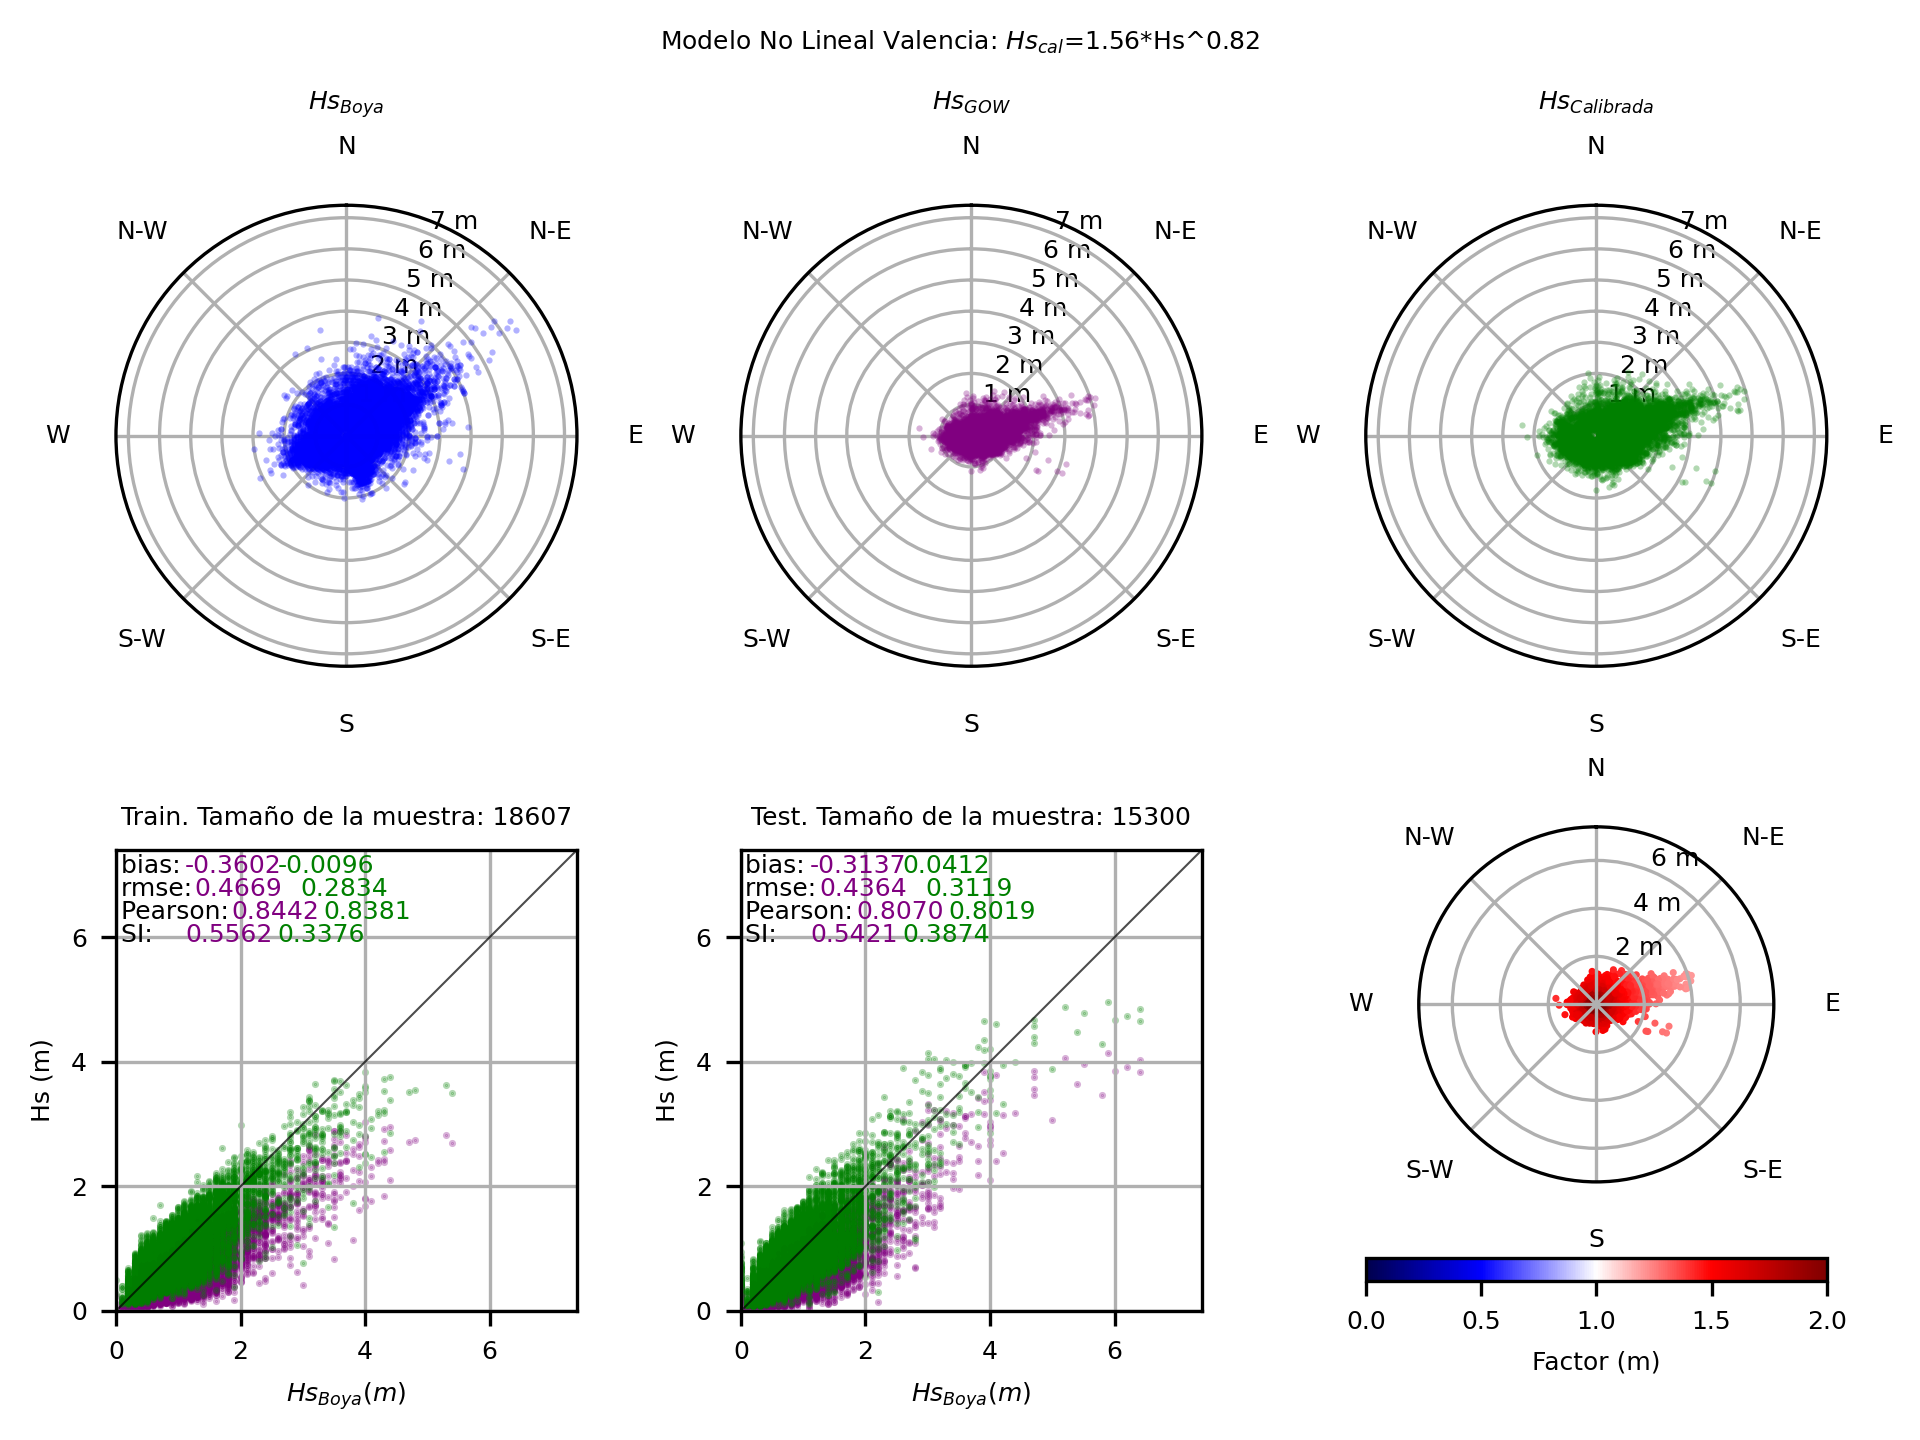 Modelo No Lineal Valencia: Hs_cal=1.56*Hs^0.82
Hs_Boya
N
N-W
N-E
7 m
6 m
5 m
4 m
3 m
2 m
W
E
S-W
S-E
S
Hs_GOW
N
N-W
N-E
7 m
6 m
5 m
4 m
3 m
2 m
1 m
W
E
S-W
S-E
S
Hs_Calibrada
N
N-W
N-E
7 m
6 m
5 m
4 m
3 m
2 m
1 m
W
E
S-W
S-E
S
Train. Tamaño de la muestra: 18607
bias: -0.3602 -0.0096
rmse: 0.4669 0.2834
Pearson: 0.8442 0.8381
SI: 0.5562 0.3376
Hs (m)
6
4
2
0
0 2 4 6
Hs_Boya(m)
Test. Tamaño de la muestra: 15300
bias: -0.3137 0.0412
rmse: 0.4364 0.3119
Pearson: 0.8070 0.8019
SI: 0.5421 0.3874
Hs (m)
6
4
2
0
0 2 4 6
Hs_Boya(m)
N
N-W
N-E
6 m
4 m
2 m
W
E
S-W
S-E
S
0.0 0.5 1.0 1.5 2.0
Factor (m)